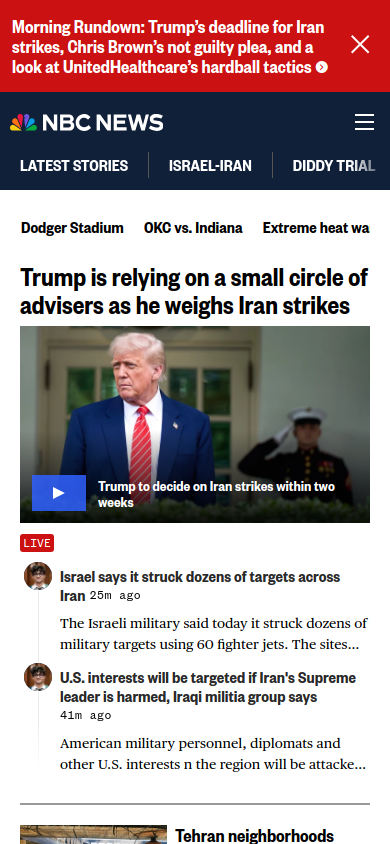 Morning Rundown: Trump’s deadline for Iran
strikes, Chris Brown’s not guilty plea, and a
look at UnitedHealthcare’s hardball tactics
NBC NEWS
LATEST STORIES ISRAEL-IRAN DIDDY TRIAL
Dodger Stadium OKC vs. Indiana Extreme heat wa
Trump is relying on a small circle of
advisers as he weighs Iran strikes
Trump to decide on Iran strikes within two
weeks
LIVE
Israel says it struck dozens of targets across
Iran 25m ago
The Israeli military said today it struck dozens of
military targets using 60 fighter jets. The sites...
U.S. interests will be targeted if Iran's Supreme
leader is harmed, Iraqi militia group says
41m ago
American military personnel, diplomats and
other U.S. interests n the region will be attacke...
Tehran neighborhoods